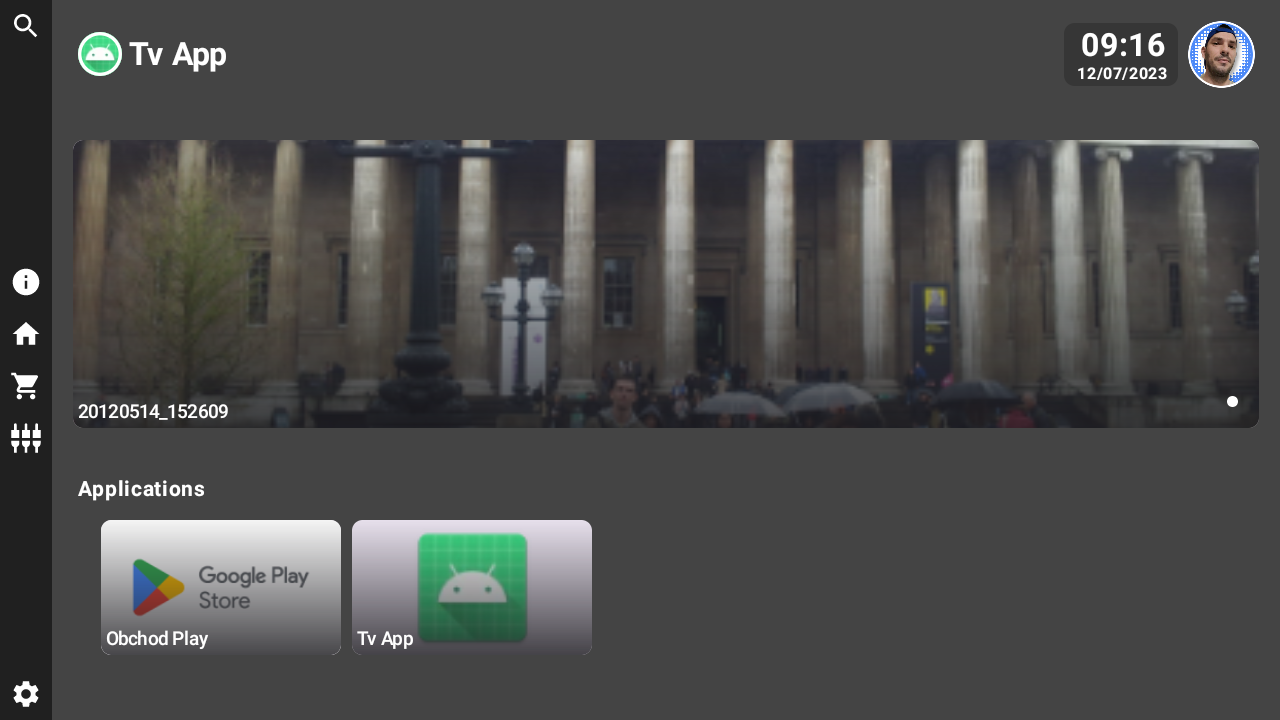 Tv App
09:16
12/07/2023
20120514_152609
Applications
Google Play
Store
Obchod Play
Tv App